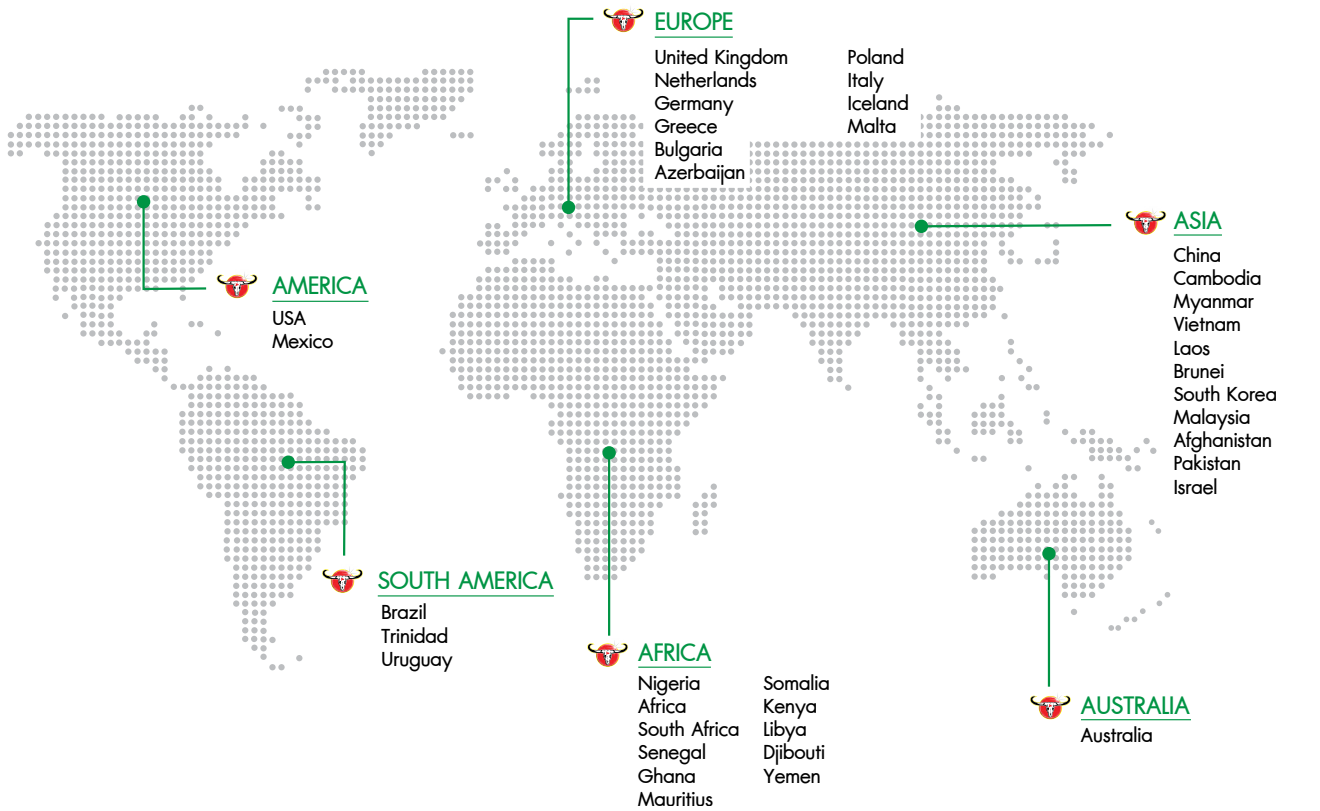 EUROPE
United Kingdom
Netherlands
Germany
Greece
Bulgaria
Azerbaijan
Poland
Italy
Iceland
Malta
ASIA
China
Cambodia
Myanmar
Vietnam
Laos
Brunei
South Korea
Malaysia
Afghanistan
Pakistan
Israel
AMERICA
USA
Mexico
SOUTH AMERICA
Brazil
Trinidad
Uruguay
AFRICA
Nigeria
Africa
South Africa
Senegal
Ghana
Mauritius
Somalia
Kenya
Libya
Djibouti
Yemen
AUSTRALIA
Australia